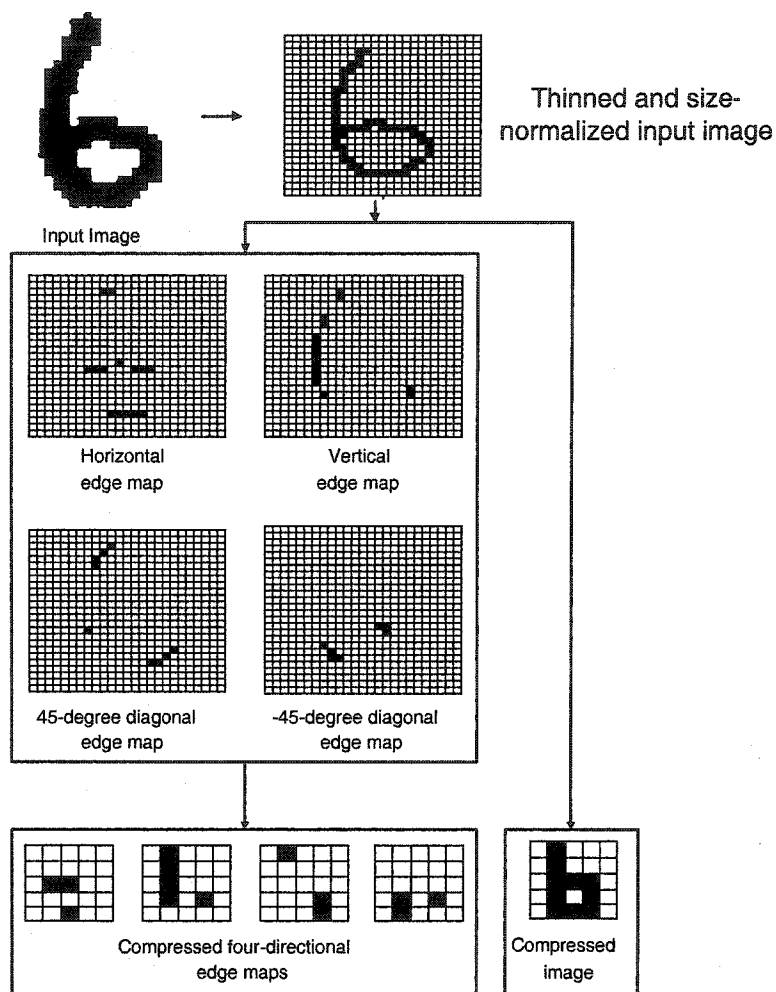 Thinned and size-
normalized input image
Input Image
Horizontal
edge map
Vertical
edge map
45-degree diagonal
edge map
-45-degree diagonal
edge map
Compressed four-directional
edge maps
Compressed
image